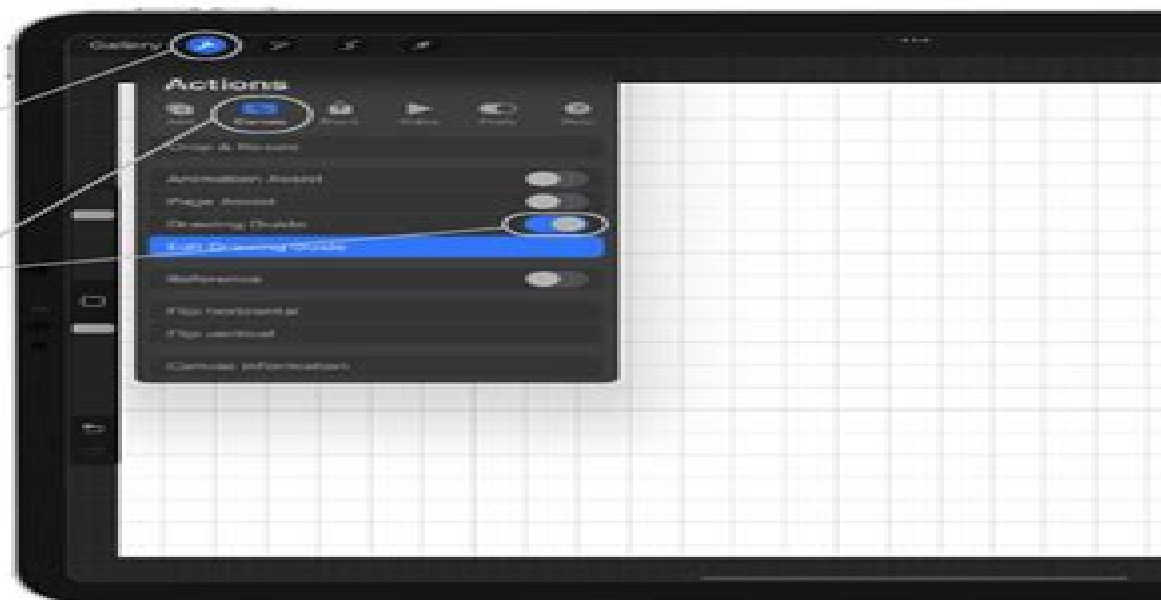 Gallery
Actions
Canvas
Crop & Resize
Animation Assist
Page Assist
Drawing Guide
Edit Drawing Guide
Reference
Flip horizontal
Flip vertical
Canvas information